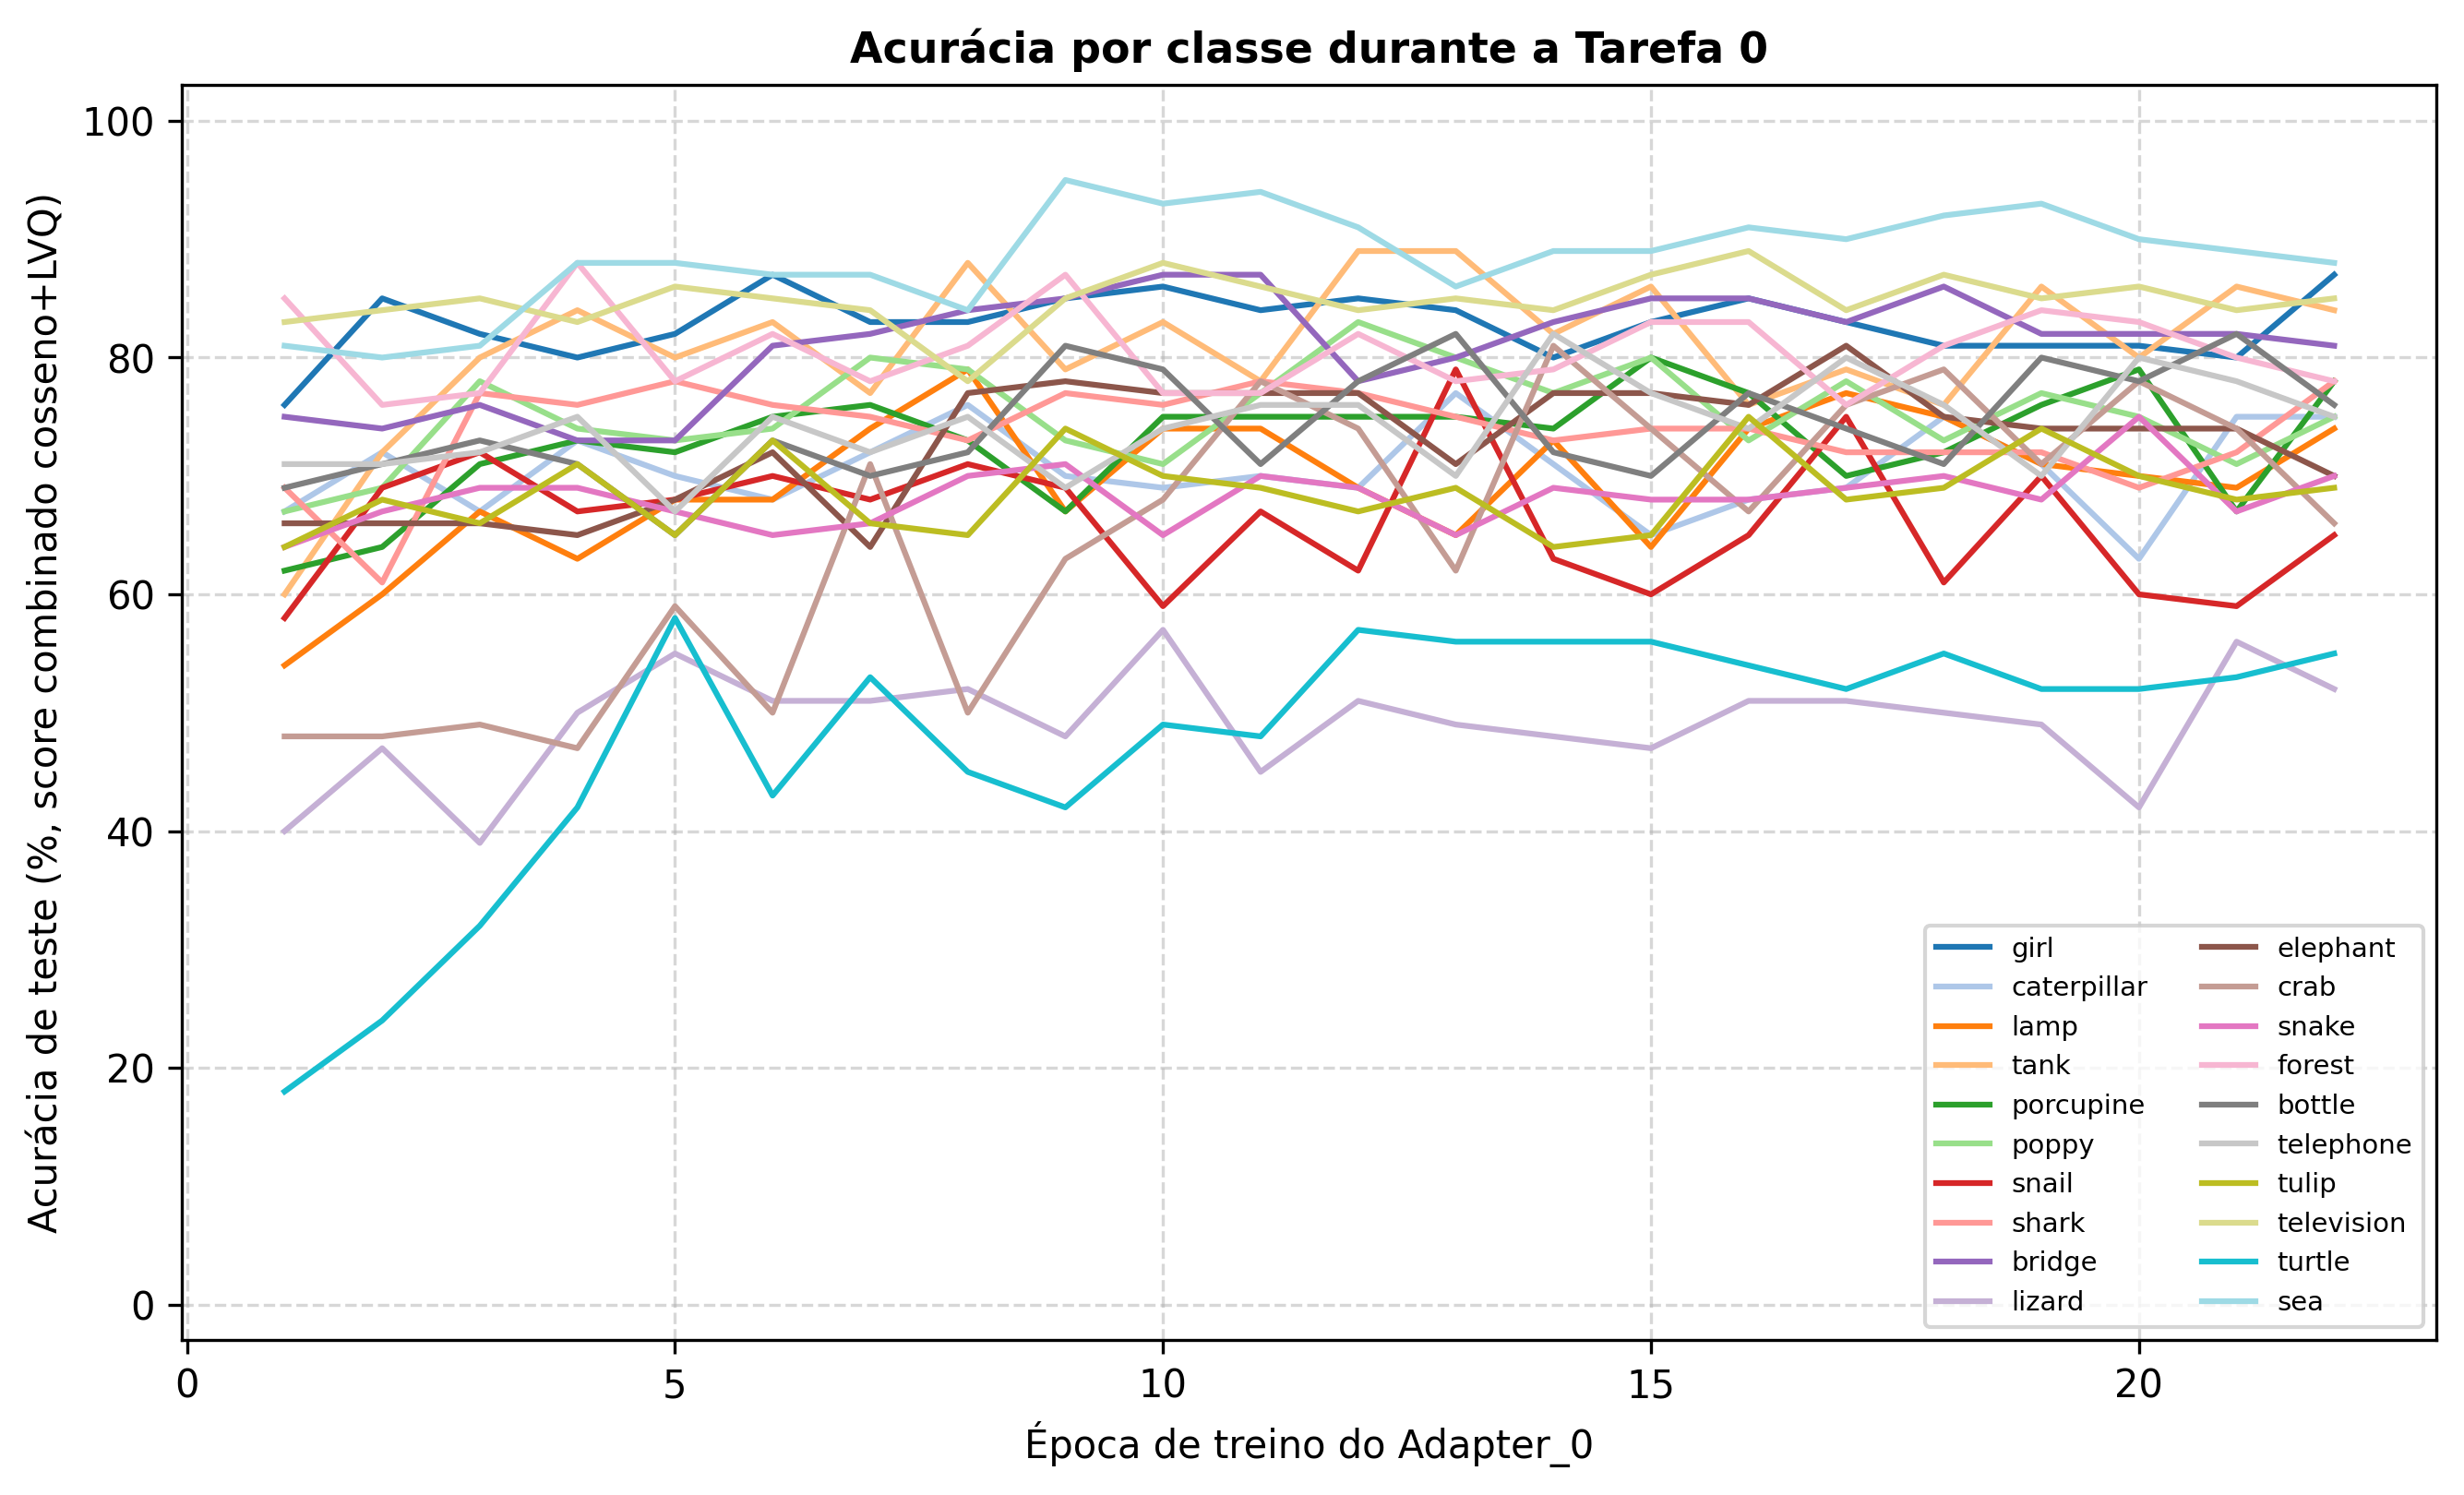 Acurácia por classe durante a Tarefa 0
Acurácia de teste (%, score combinado cosseno+LVQ)
100
80
60
40
20
0
0
5
10
15
20
Época de treino do Adapter_0
girl
caterpillar
lamp
tank
porcupine
poppy
snail
shark
bridge
lizard
elephant
crab
snake
forest
bottle
telephone
tulip
television
turtle
sea